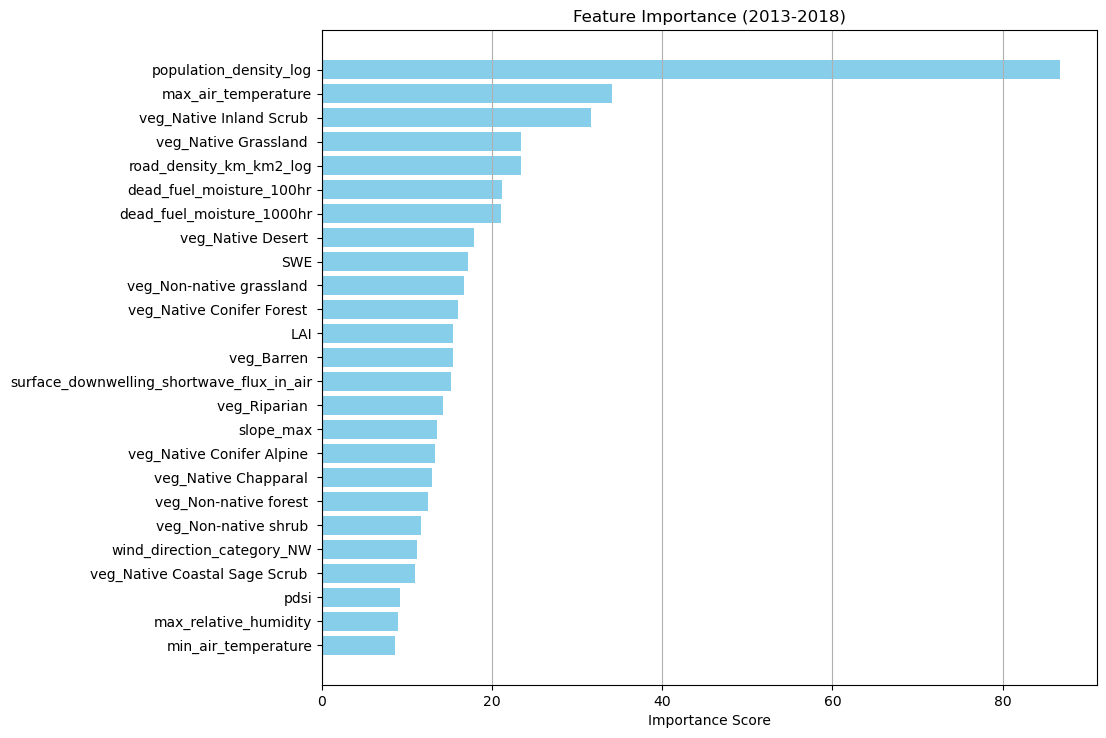 Feature Importance (2013-2018)
population_density_log
max_air_temperature
veg_Native Inland Scrub
veg_Native Grassland
road_density_km_km2_log
dead_fuel_moisture_100hr
dead_fuel_moisture_1000hr
veg_Native Desert
SWE
veg_Non-native grassland
veg_Native Conifer Forest
LAI
veg_Barren
surface_downwelling_shortwave_flux_in_air
veg_Riparian
slope_max
veg_Native Conifer Alpine
veg_Native Chapparal
veg_Non-native forest
veg_Non-native shrub
wind_direction_category_NW
veg_Native Coastal Sage Scrub
pdsi
max_relative_humidity
min_air_temperature
0 20 40 60 80
Importance Score